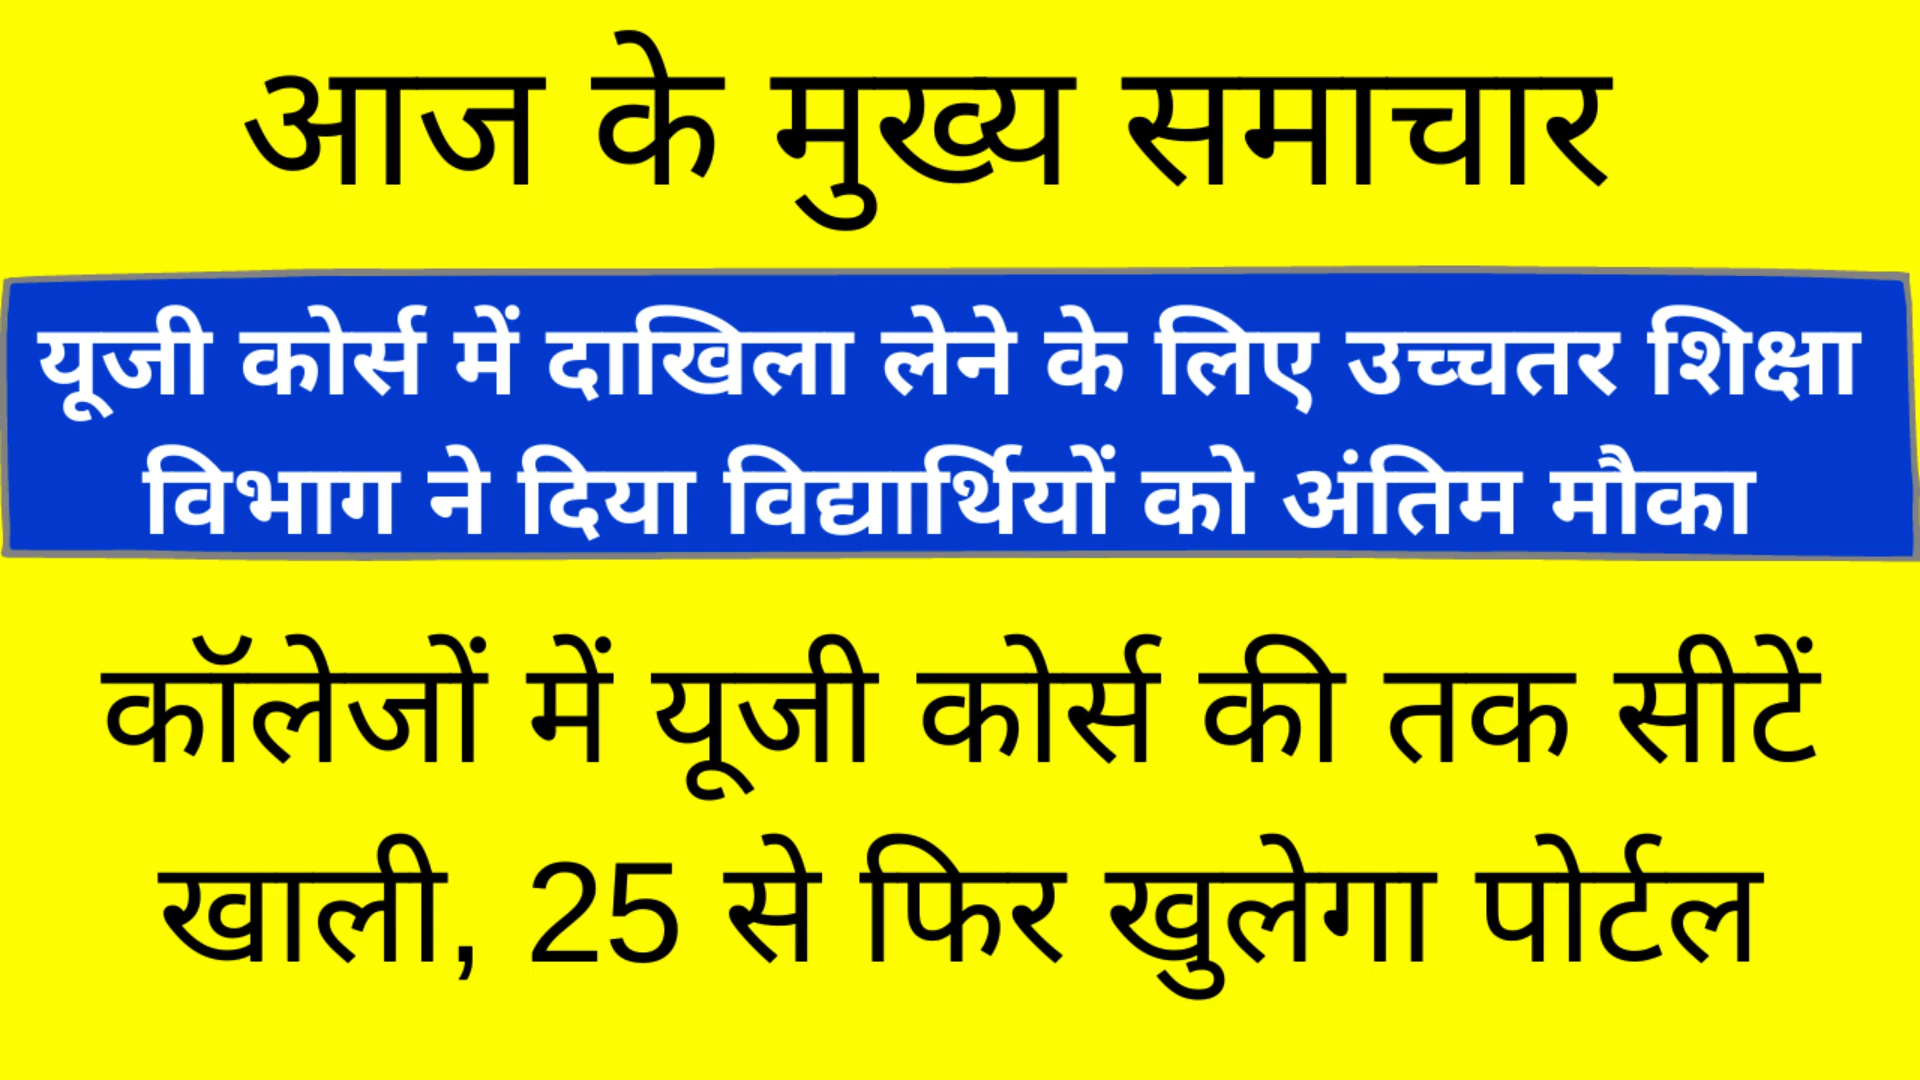 आज के मुख्य समाचार
यूजी कोर्स में दाखिला लेने के लिए उच्चतर शिक्षा
विभाग ने दिया विद्यार्थियों को अंतिम मौका
कॉलेजों में यूजी कोर्स की तक सीटें
खाली, 25 से फिर खुलेगा पोर्टल